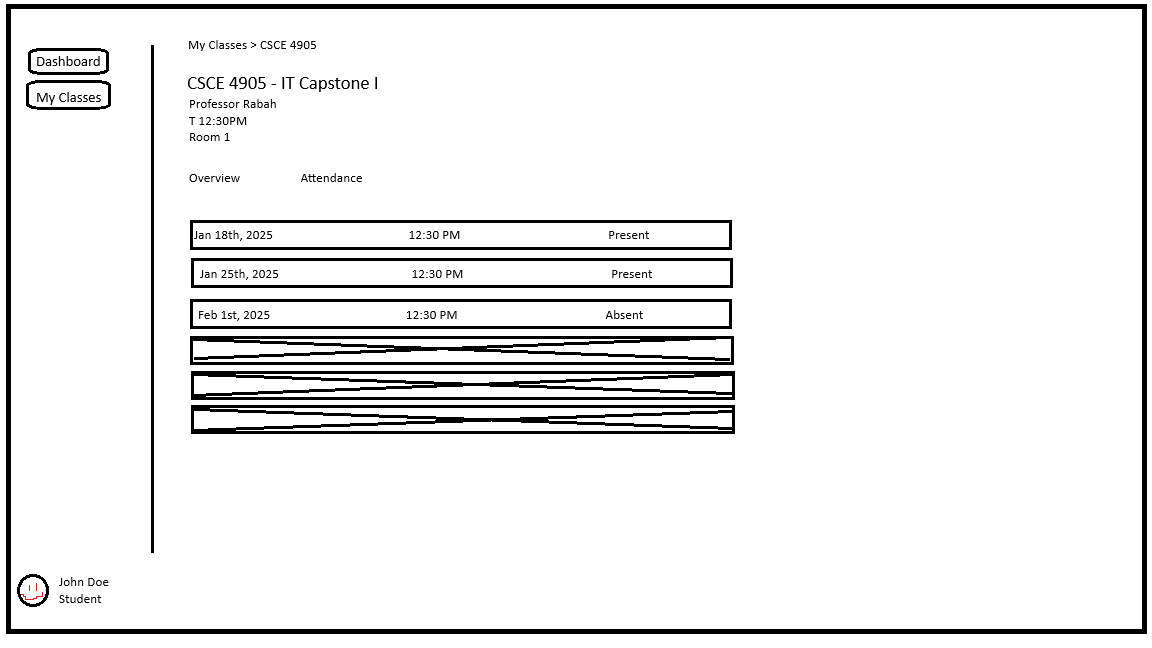 Dashboard
My Classes
My Classes > CSCE 4905
CSCE 4905 - IT Capstone I
Professor Rabah
T 12:30PM
Room 1
Overview Attendance
Jan 18th, 2025 12:30 PM Present
Jan 25th, 2025 12:30 PM Present
Feb 1st, 2025 12:30 PM Absent
John Doe
Student